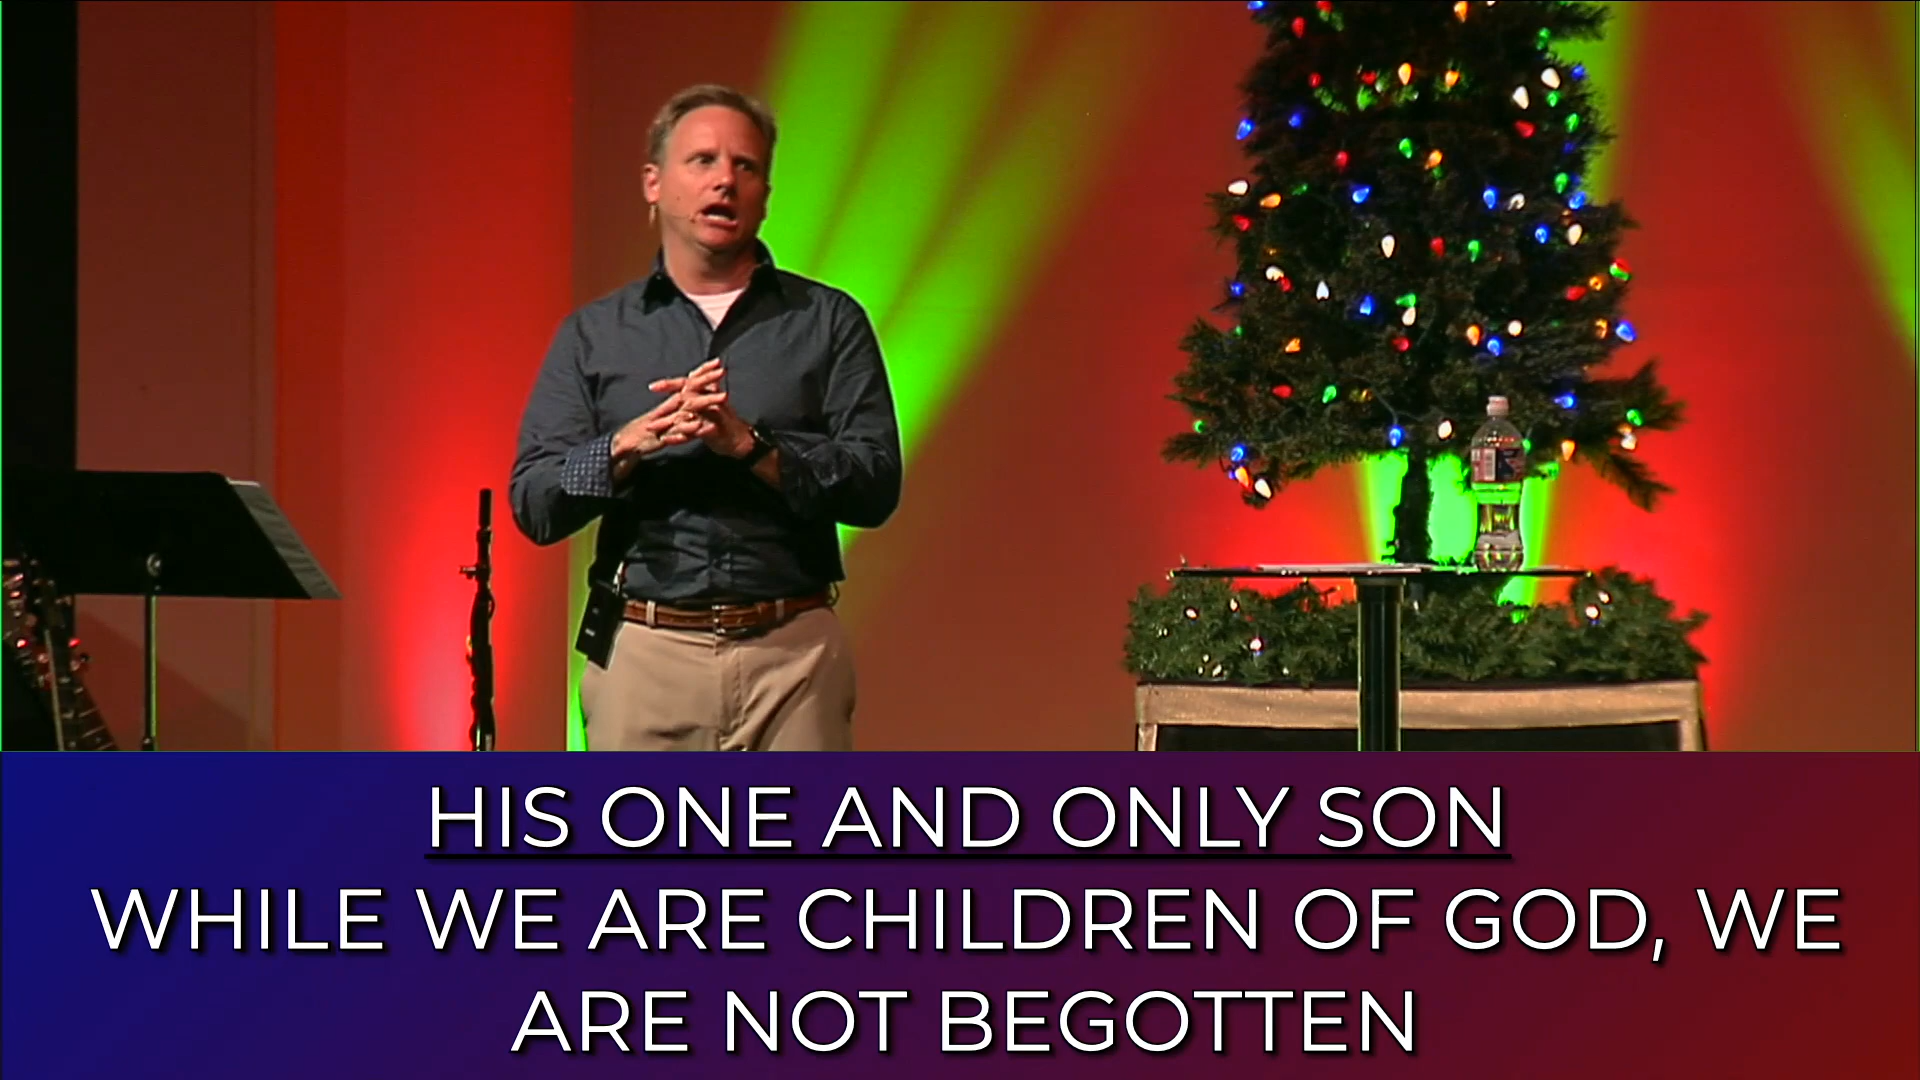 HIS ONE AND ONLY SON
WHILE WE ARE CHILDREN OF GOD, WE
ARE NOT BEGOTTEN